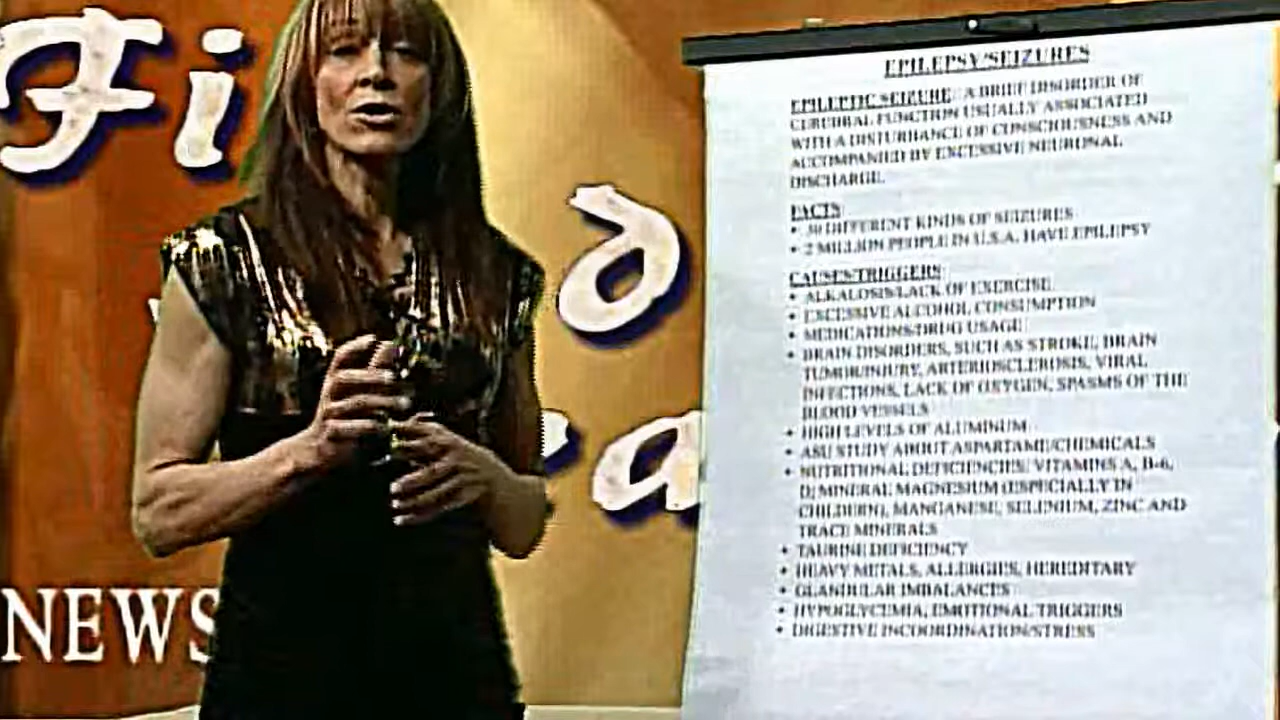 Fi
d
ea
NEWS
EPILEPSY/SEIZURES
EPILEPTIC SEIZURE: A BRIEF DISORDER OF
CEREBRAL FUNCTION USUALLY ASSOCIATED
WITH A DISTURBANCE OF CONSCIOUSNESS AND
ACCOMPANIED BY EXCESSIVE NEURONAL
DISCHARGE.
FACTS:
• 30 DIFFERENT KINDS OF SEIZURES
• 2 MILLION PEOPLE IN U.S.A. HAVE EPILEPSY
CAUSES/TRIGGERS:
• ALKALOSIS/LACK OF EXERCISE
• EXCESSIVE ALCOHOL CONSUMPTION
• MEDICATIONS/DRUG USAGE
• BRAIN DISORDERS, SUCH AS STROKE, BRAIN
TUMOR/INJURY, ARTERIOSCLEROSIS, VIRAL
INFECTIONS, LACK OF OXYGEN, SPASMS OF THE
BLOOD VESSELS
• HIGH LEVELS OF ALUMINUM
• ASU STUDY ABOUT ASPARTAME/CHEMICALS
• NUTRITIONAL DEFICIENCIES: VITAMINS A, B-6,
D; MINERAL MAGNESIUM (ESPECIALLY IN
CHILDERN), MANGANESE, SELENIUM, ZINC AND
TRACE MINERALS
• TAURINE DEFICIENCY
• HEAVY METALS, ALLERGIES, HEREDITARY
• GLANDULAR IMBALANCES
• HYPOGLYCEMIA, EMOTIONAL TRIGGERS
• DIGESTIVE INCOORDINATION/STRESS